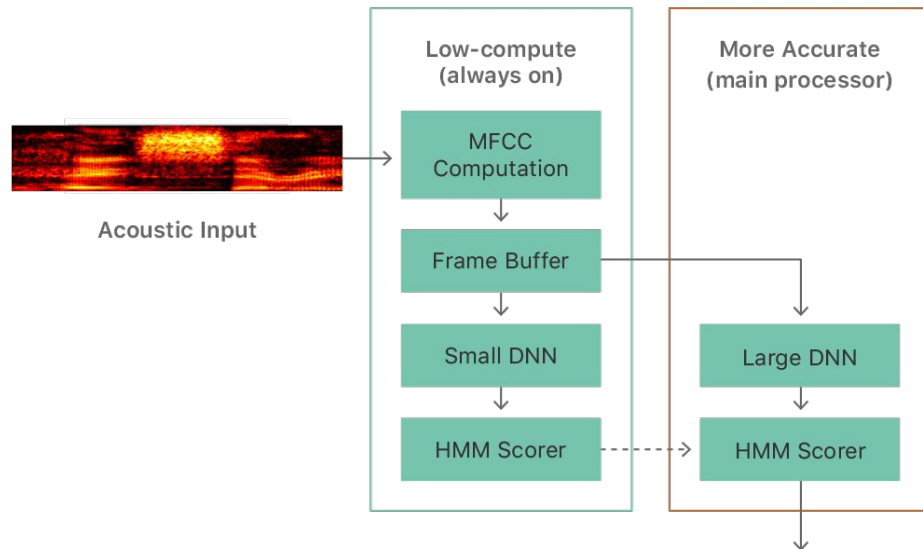 Low-compute
(always on)
More Accurate
(main processor)
MFCC
Computation
Acoustic Input
Frame Buffer
Small DNN
Large DNN
HMM Scorer
HMM Scorer